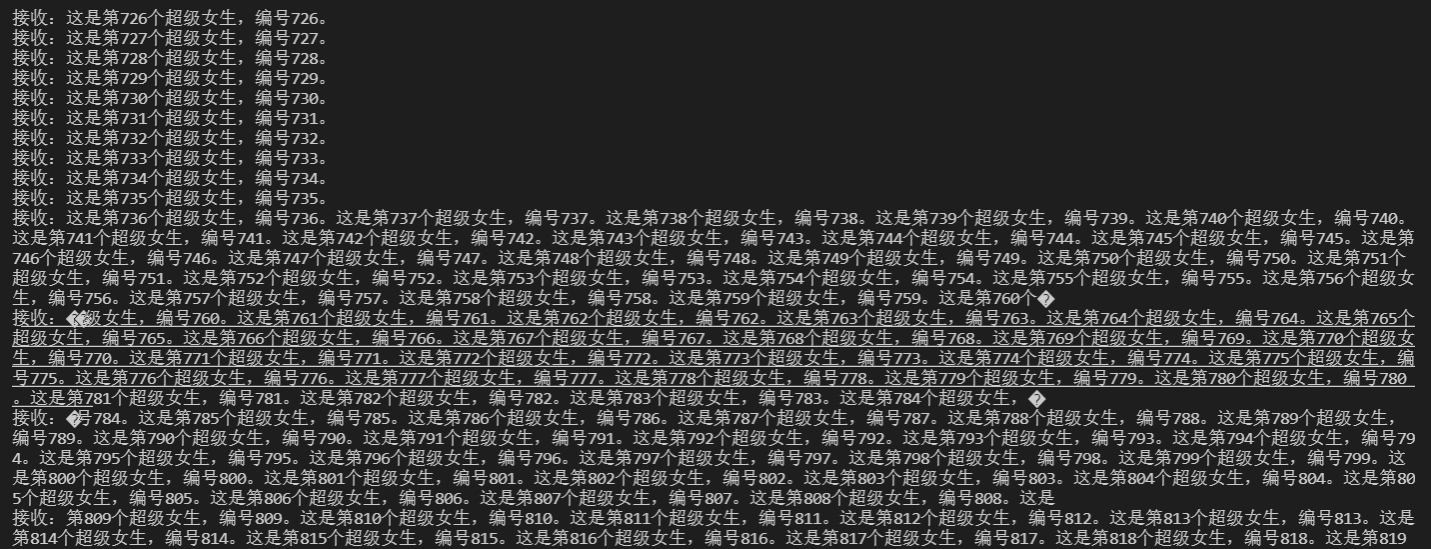 接收：这是第726个超级女生，编号726。
接收：这是第727个超级女生，编号727。
接收：这是第728个超级女生，编号728。
接收：这是第729个超级女生，编号729。
接收：这是第730个超级女生，编号730。
接收：这是第731个超级女生，编号731。
接收：这是第732个超级女生，编号732。
接收：这是第733个超级女生，编号733。
接收：这是第734个超级女生，编号734。
接收：这是第735个超级女生，编号735。
接收：这是第736个超级女生，编号736。这是第737个超级女生，编号737。这是第738个超级女生，编号738。这是第739个超级女生，编号739。这是第740个超级女生，编号740。
这是第741个超级女生，编号741。这是第742个超级女生，编号742。这是第743个超级女生，编号743。这是第744个超级女生，编号744。这是第745个超级女生，编号745。这是第
746个超级女生，编号746。这是第747个超级女生，编号747。这是第748个超级女生，编号748。这是第749个超级女生，编号749。这是第750个超级女生，编号750。这是第751个
超级女生，编号751。这是第752个超级女生，编号752。这是第753个超级女生，编号753。这是第754个超级女生，编号754。这是第755个超级女生，编号755。这是第756个超级女
生，编号756。这是第757个超级女生，编号757。这是第758个超级女生，编号758。这是第759个超级女生，编号759。这是第760个�
接收：��级女生，编号760。这是第761个超级女生，编号761。这是第762个超级女生，编号762。这是第763个超级女生，编号763。这是第764个超级女生，编号764。这是第765个
超级女生，编号765。这是第766个超级女生，编号766。这是第767个超级女生，编号767。这是第768个超级女生，编号768。这是第769个超级女生，编号769。这是第770个超级女
生，编号770。这是第771个超级女生，编号771。这是第772个超级女生，编号772。这是第773个超级女生，编号773。这是第774个超级女生，编号774。这是第775个超级女生，编
号775。这是第776个超级女生，编号776。这是第777个超级女生，编号777。这是第778个超级女生，编号778。这是第779个超级女生，编号779。这是第780个超级女生，编号780
。这是第781个超级女生，编号781。这是第782个超级女生，编号782。这是第783个超级女生，编号783。这是第784个超级女生，�
接收：�号784。这是第785个超级女生，编号785。这是第786个超级女生，编号786。这是第787个超级女生，编号787。这是第788个超级女生，编号788。这是第789个超级女生，
编号789。这是第790个超级女生，编号790。这是第791个超级女生，编号791。这是第792个超级女生，编号792。这是第793个超级女生，编号793。这是第794个超级女生，编号79
4。这是第795个超级女生，编号795。这是第796个超级女生，编号796。这是第797个超级女生，编号797。这是第798个超级女生，编号798。这是第799个超级女生，编号799。这
是第800个超级女生，编号800。这是第801个超级女生，编号801。这是第802个超级女生，编号802。这是第803个超级女生，编号803。这是第804个超级女生，编号804。这是第80
5个超级女生，编号805。这是第806个超级女生，编号806。这是第807个超级女生，编号807。这是第808个超级女生，编号808。这是
接收：第809个超级女生，编号809。这是第810个超级女生，编号810。这是第811个超级女生，编号811。这是第812个超级女生，编号812。这是第813个超级女生，编号813。这是
第814个超级女生，编号814。这是第815个超级女生，编号815。这是第816个超级女生，编号816。这是第817个超级女生，编号817。这是第818个超级女生，编号818。这是第819